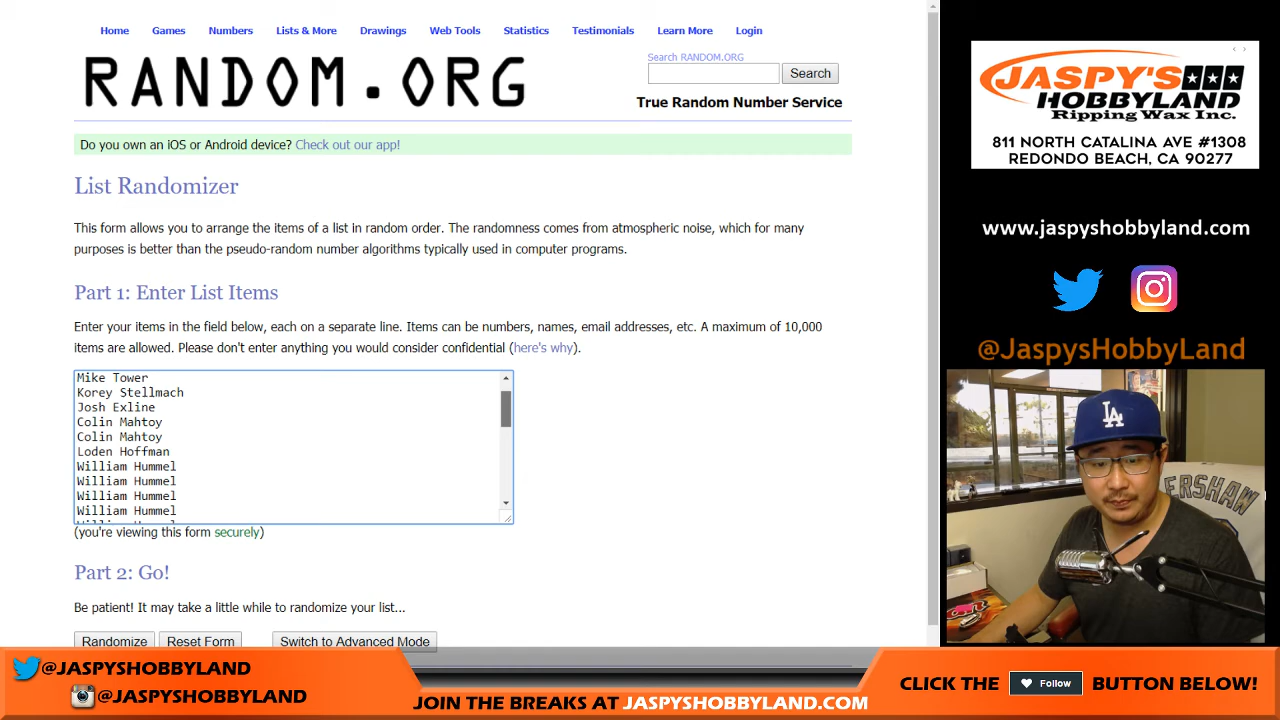 Home Games Numbers Lists & More Drawings Web Tools Statistics Testimonials Learn More Login
RANDOM.ORG
Search RANDOM.ORG
Search
True Random Number Service
Do you own an iOS or Android device? Check out our app!
List Randomizer
This form allows you to arrange the items of a list in random order. The randomness comes from atmospheric noise, which for many
purposes is better than the pseudo-random number algorithms typically used in computer programs.
Part 1: Enter List Items
Enter your items in the field below, each on a separate line. Items can be numbers, names, email addresses, etc. A maximum of 10,000
items are allowed. Please don't enter anything you would consider confidential (here's why).
Mike Tower
Korey Stellmach
Josh Exline
Colin Mahtoy
Colin Mahtoy
Loden Hoffman
William Hummel
William Hummel
William Hummel
William Hummel
William Hummel
(you're viewing this form securely)
Part 2: Go!
Be patient! It may take a little while to randomize your list...
Randomize Reset Form Switch to Advanced Mode
JASPY'S
HOBBYLAND
Ripping Wax Inc.
811 NORTH CATALINA AVE #1308
REDONDO BEACH, CA 90277
www.jaspyshobbyland.com
@JaspysHobbyLand
LA
ERSHAW
@JASPYSHOBBYLAND
@JASPYSHOBBYLAND
JOIN THE BREAKS AT JASPYSHOBBYLAND.COM
CLICK THE Follow BUTTON BELOW!